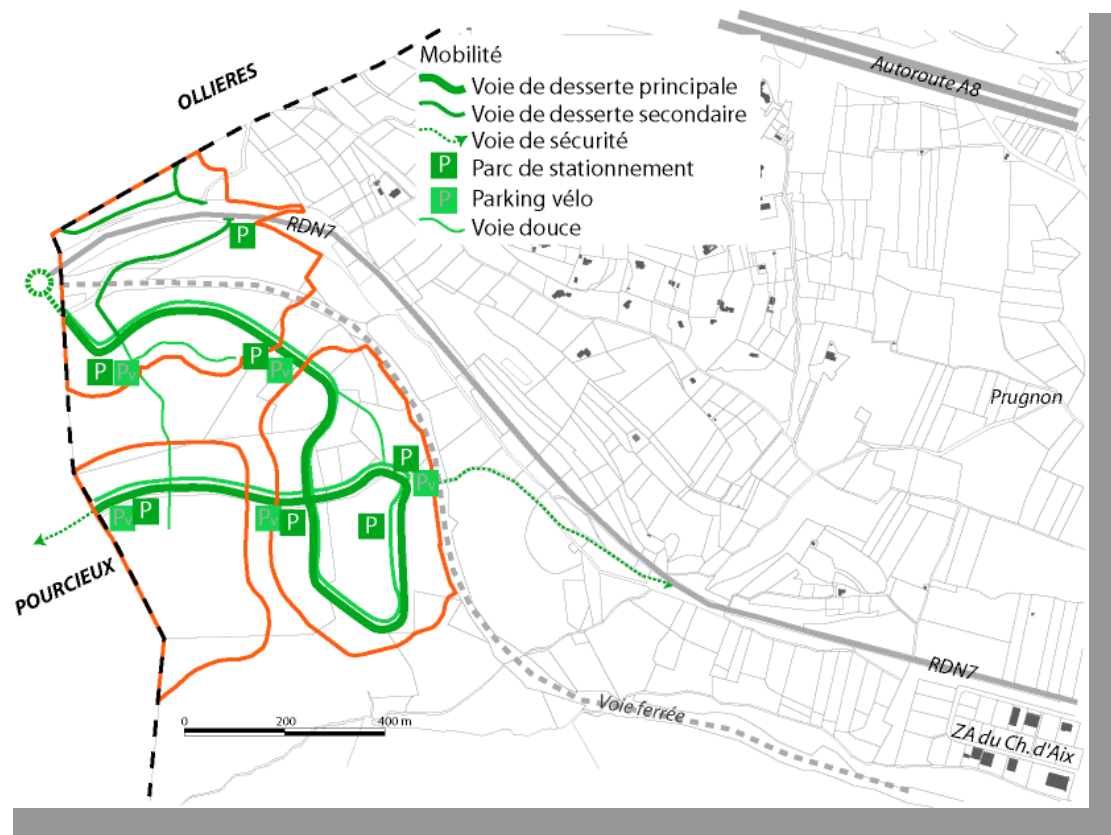 Mobilité
Voie de desserte principale
Voie de desserte secondaire
Voie de sécurité
P Parc de stationnement
P Parking vélo
Voie douce
Autoroute A8
OLLIERES
RDN7
P
P
P Pv
Pv
Prugnon
P
Pv
P
Pv
P
Pv
P
POURCIEUX
RDN7
Voie ferrée
ZA du Ch. d'Aix
0 200 400 m